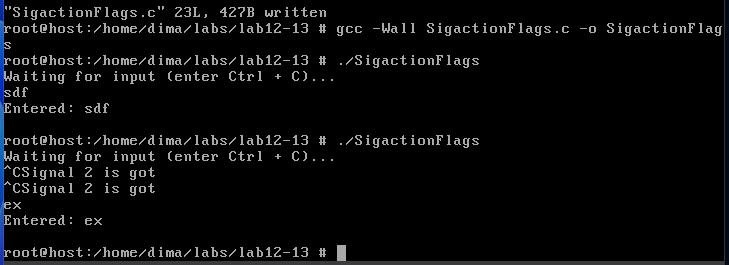 "SigactionFlags.c" 23L, 427B written
root@host:/home/dima/labs/lab12-13 # gcc -Wall SigactionFlags.c -o SigactionFlag
s
root@host:/home/dima/labs/lab12-13 # ./SigactionFlags
Waiting for input (enter Ctrl + C)...
sdf
Entered: sdf
root@host:/home/dima/labs/lab12-13 # ./SigactionFlags
Waiting for input (enter Ctrl + C)...
^CSignal 2 is got
^CSignal 2 is got
ex
Entered: ex
root@host:/home/dima/labs/lab12-13 #